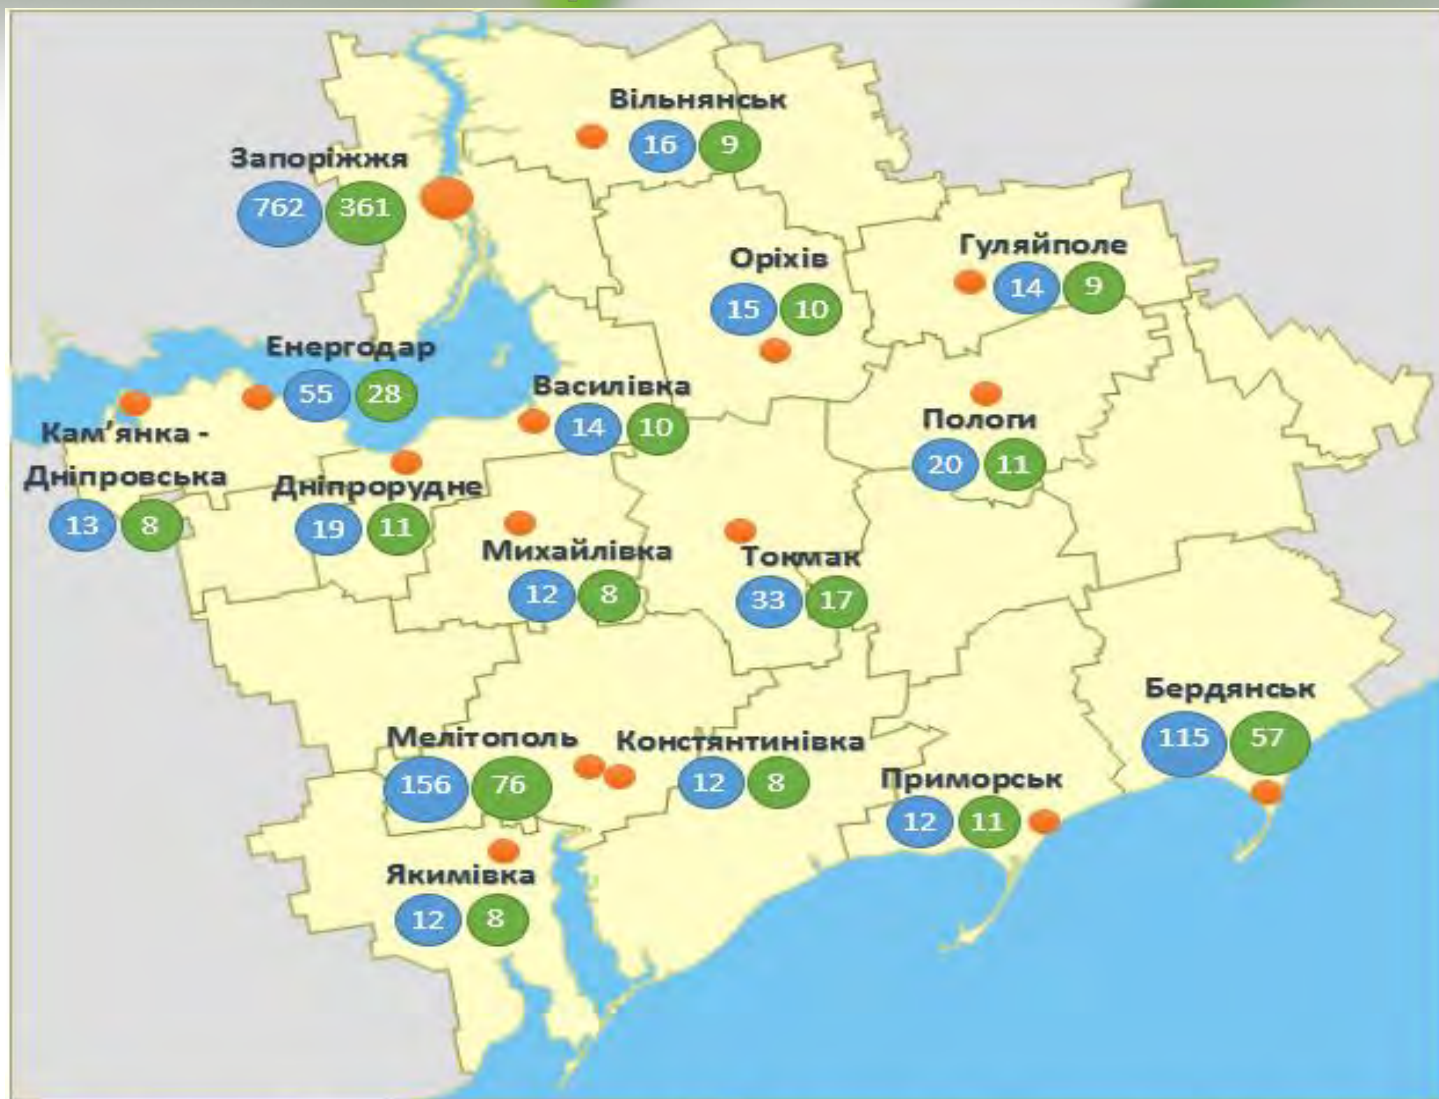 Вільнянськ
16 9
Запоріжжя
762 361
Гуляйполе
14 9
Оріхів
15 10
Енергодар
55 28
Василівка
14 10
Пологи
20 11
Кам’янка -
Дніпровська
13 8
Дніпрорудне
19 11
Михайлівка
12 8
Токмак
33 17
Бердянськ
115 57
Мелітополь
156 76
Констянтинівка
12 8
Приморськ
12 11
Якимівка
12 8